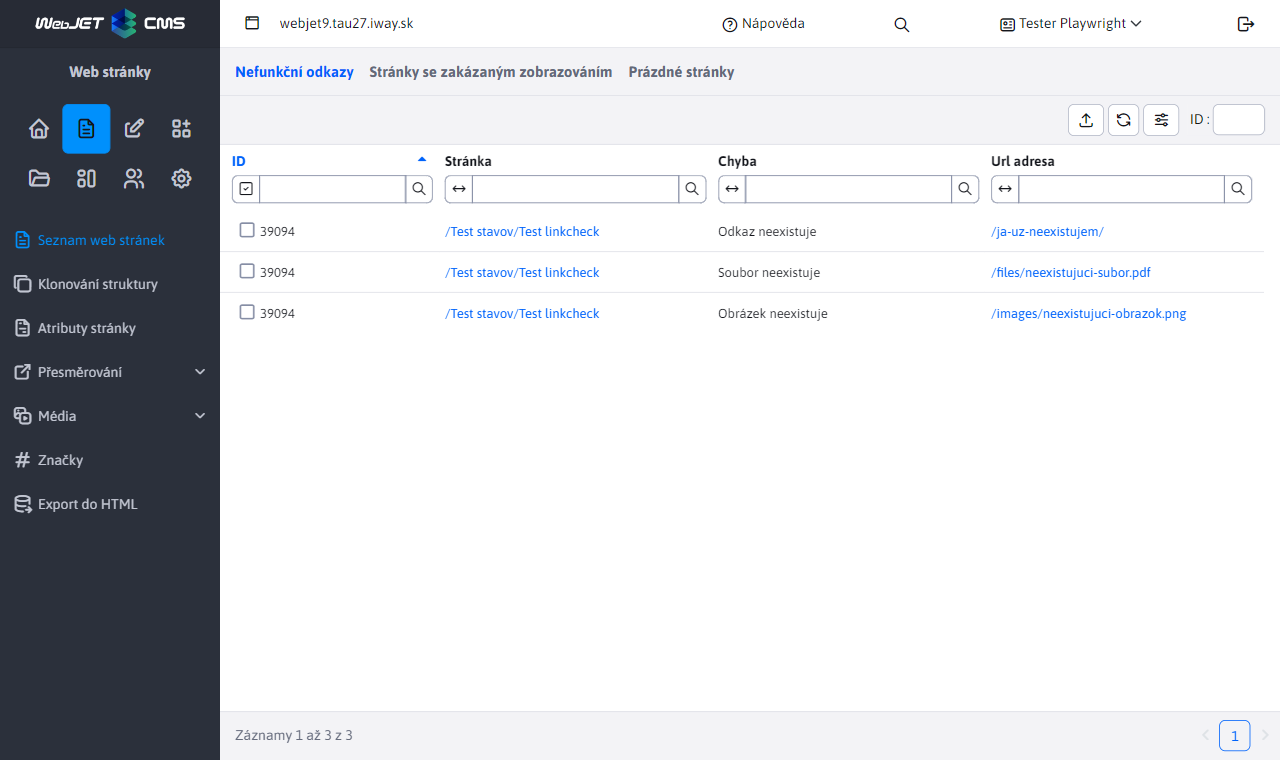 WebJET CMS
webjet9.tau27.iway.sk
Nápověda
Tester Playwright
Web stránky
Seznam web stránek
Klonování struktury
Atributy stránky
Přesměrování
Média
Značky
Export do HTML
Nefunkční odkazy Stránky se zakázaným zobrazováním Prázdné stránky
ID :
ID Stránka Chyba Url adresa
39094 /Test stavov/Test linkcheck Odkaz neexistuje /ja-uz-neexistujem/
39094 /Test stavov/Test linkcheck Soubor neexistuje /files/neexistujuci-subor.pdf
39094 /Test stavov/Test linkcheck Obrázek neexistuje /images/neexistujuci-obrazok.png
Záznamy 1 až 3 z 3
1